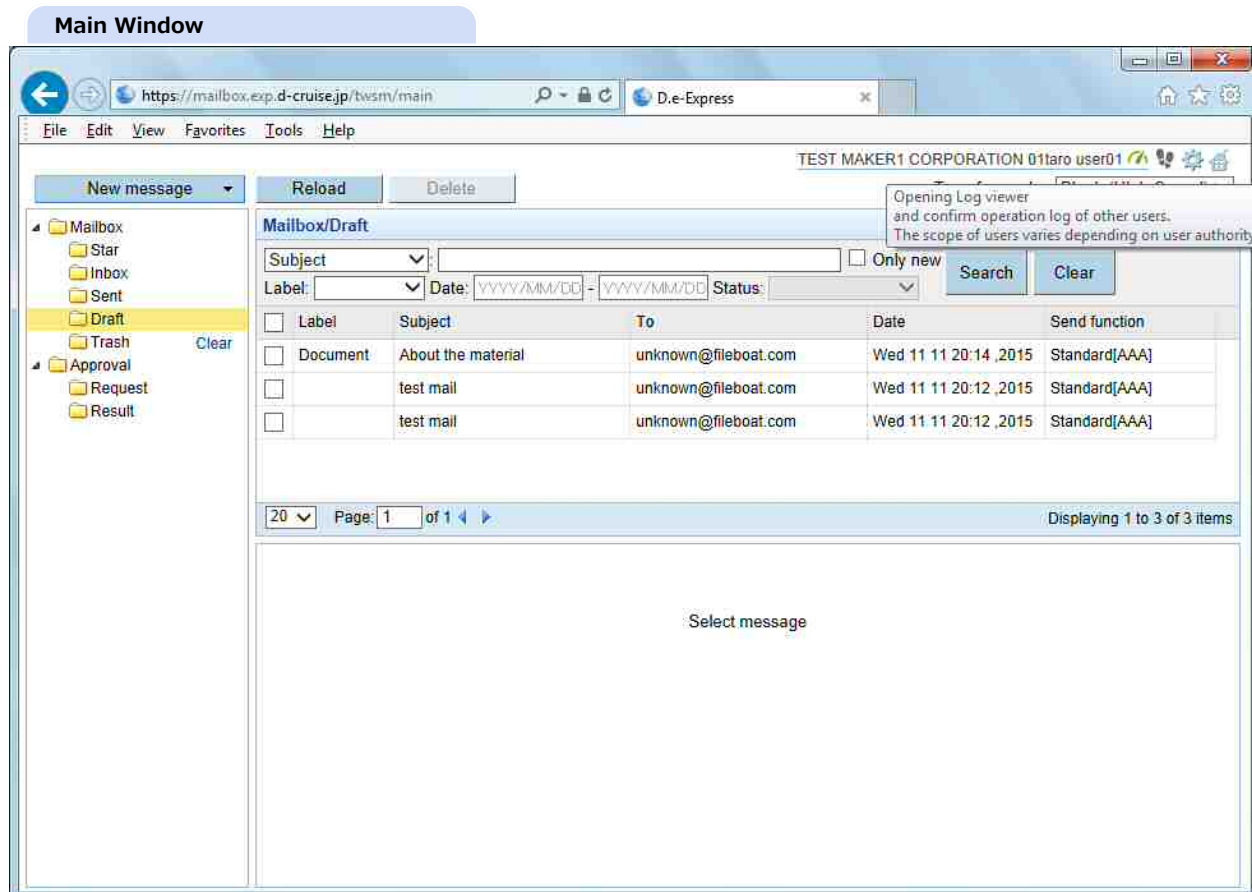 Main Window
https://mailbox.exp.d-cruise.jp/twsm/main
D.e-Express
File Edit View Favorites Tools Help
TEST MAKER1 CORPORATION 01taro user01
New message Reload Delete
Opening Log viewer
and confirm operation log of other users.
The scope of users varies depending on user authority
Mailbox
Star
Inbox
Sent
Draft
Trash Clear
Approval
Request
Result
Mailbox/Draft
Subject : Only new Search Clear
Label: Date: YYYY/MM/DD - YYYY/MM/DD Status:
Label Subject To Date Send function
Document About the material unknown@fileboat.com Wed 11 11 20:14 ,2015 Standard[AAA]
test mail unknown@fileboat.com Wed 11 11 20:12 ,2015 Standard[AAA]
test mail unknown@fileboat.com Wed 11 11 20:12 ,2015 Standard[AAA]
20 Page: 1 of 1 Displaying 1 to 3 of 3 items
Select message